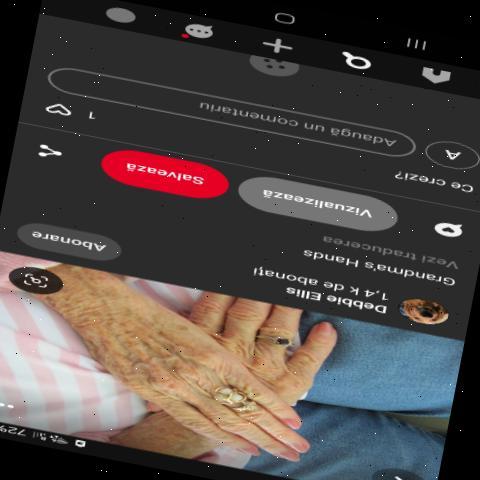 72%
Debbie Ellis
1,4 k de abonați
Abonare
Grandma's Hands
Vezi traducerea
Vizualizează
Salvează
Ce crezi?
A
Adaugă un comentariu
1